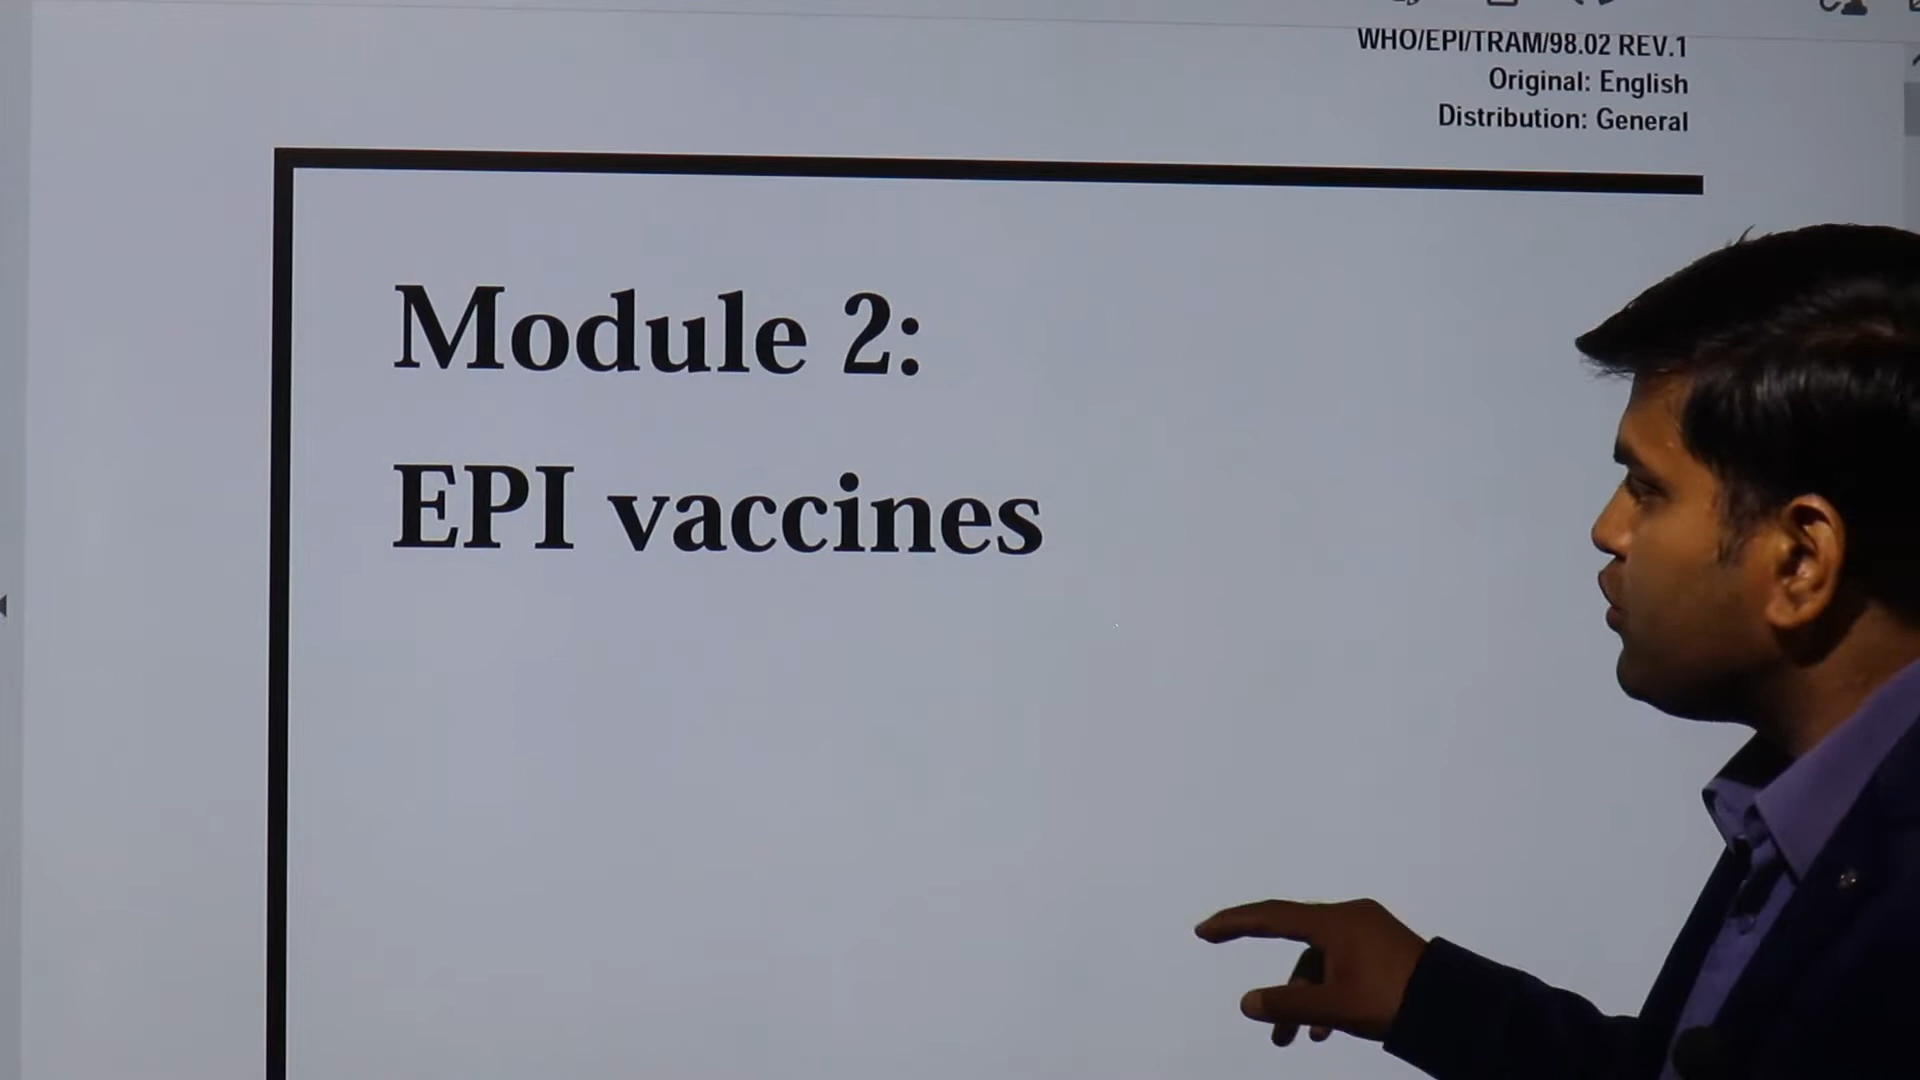 WHO/EPI/TRAM/98.02 REV.1
Original: English
Distribution: General
Module 2:
EPI vaccines